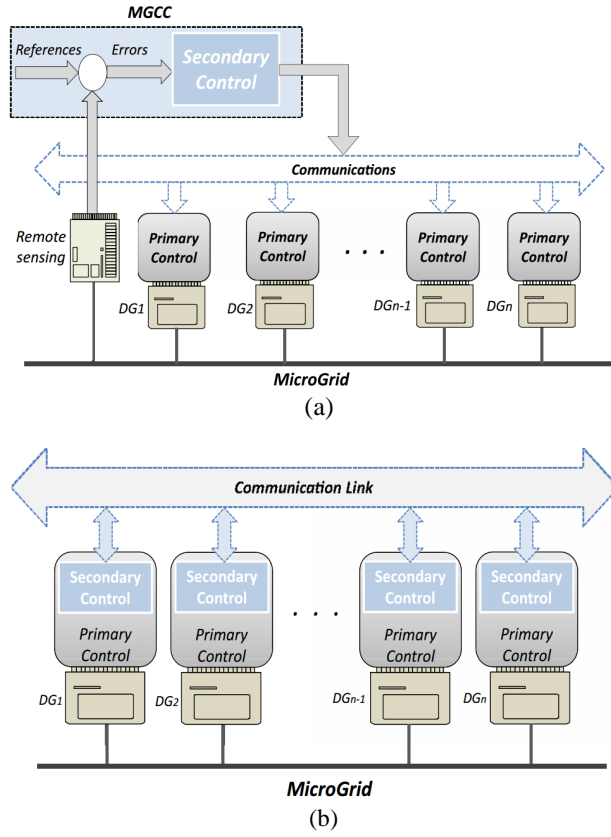 MGCC
References
Errors
Secondary
Control
Communications
Remote
sensing
Primary
Control
Primary
Control
. . .
Primary
Control
Primary
Control
DG1
DG2
DGn-1
DGn
MicroGrid
(a)
Communication Link
Secondary
Control
Secondary
Control
Secondary
Control
Secondary
Control
. . .
Primary
Control
Primary
Control
Primary
Control
Primary
Control
DG1
DG2
DGn-1
DGn
MicroGrid
(b)